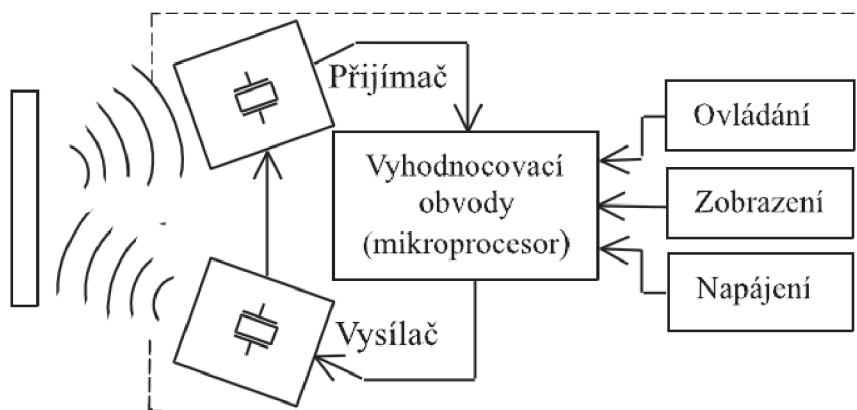 Přijímač
Ovládání
Vyhodnocovací
obvody
(mikroprocesor)
Zobrazení
Napájení
Vysílač